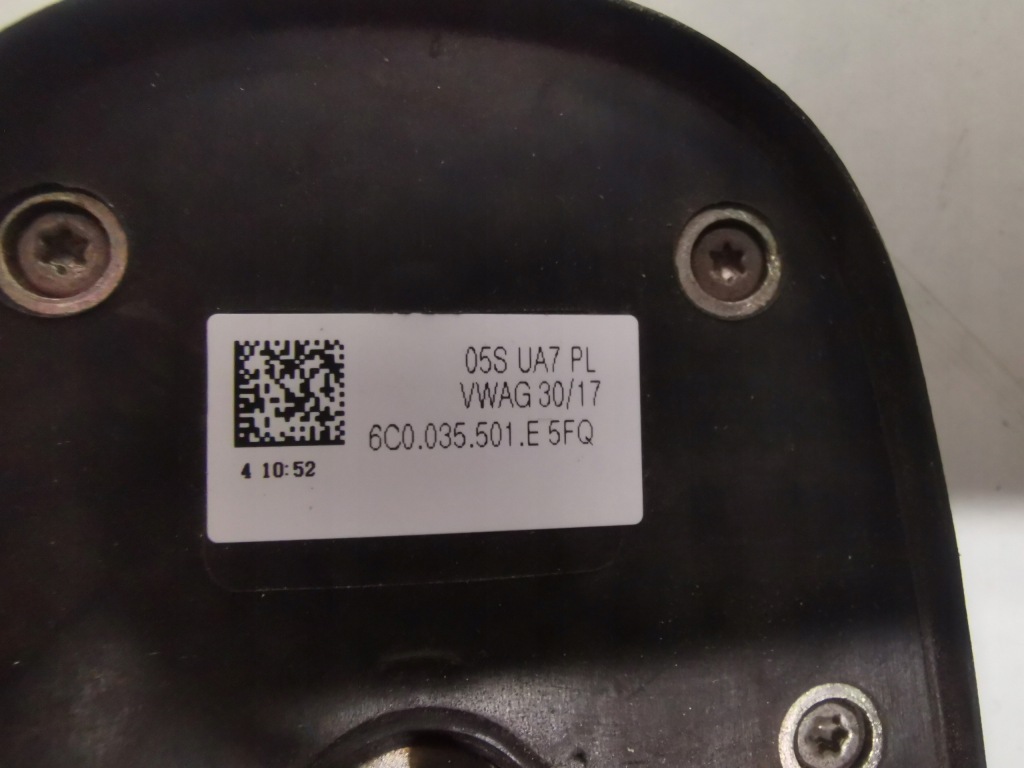 05S UA7 PL
VWAG 30/17
6C0.035.501.E 5FQ
4 10:52